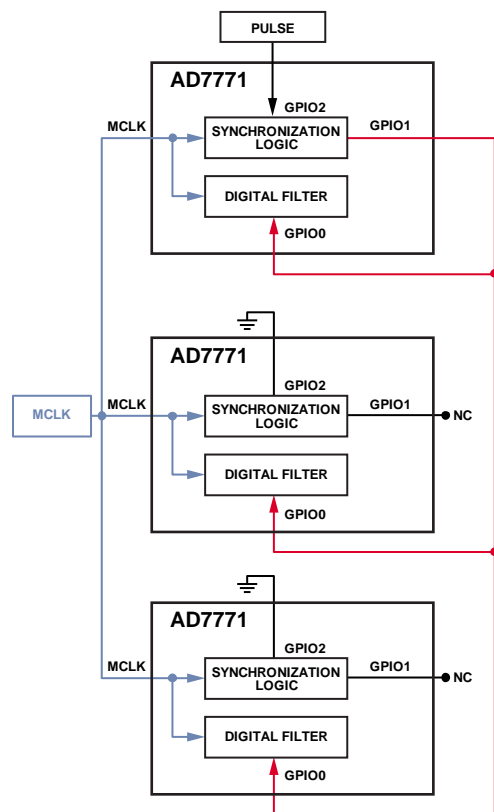 PULSE
AD7771
MCLK
GPIO2
GPIO1
SYNCHRONIZATION
LOGIC
DIGITAL FILTER
GPIO0
AD7771
MCLK
MCLK
GPIO2
GPIO1
NC
SYNCHRONIZATION
LOGIC
DIGITAL FILTER
GPIO0
AD7771
MCLK
GPIO2
GPIO1
NC
SYNCHRONIZATION
LOGIC
DIGITAL FILTER
GPIO0